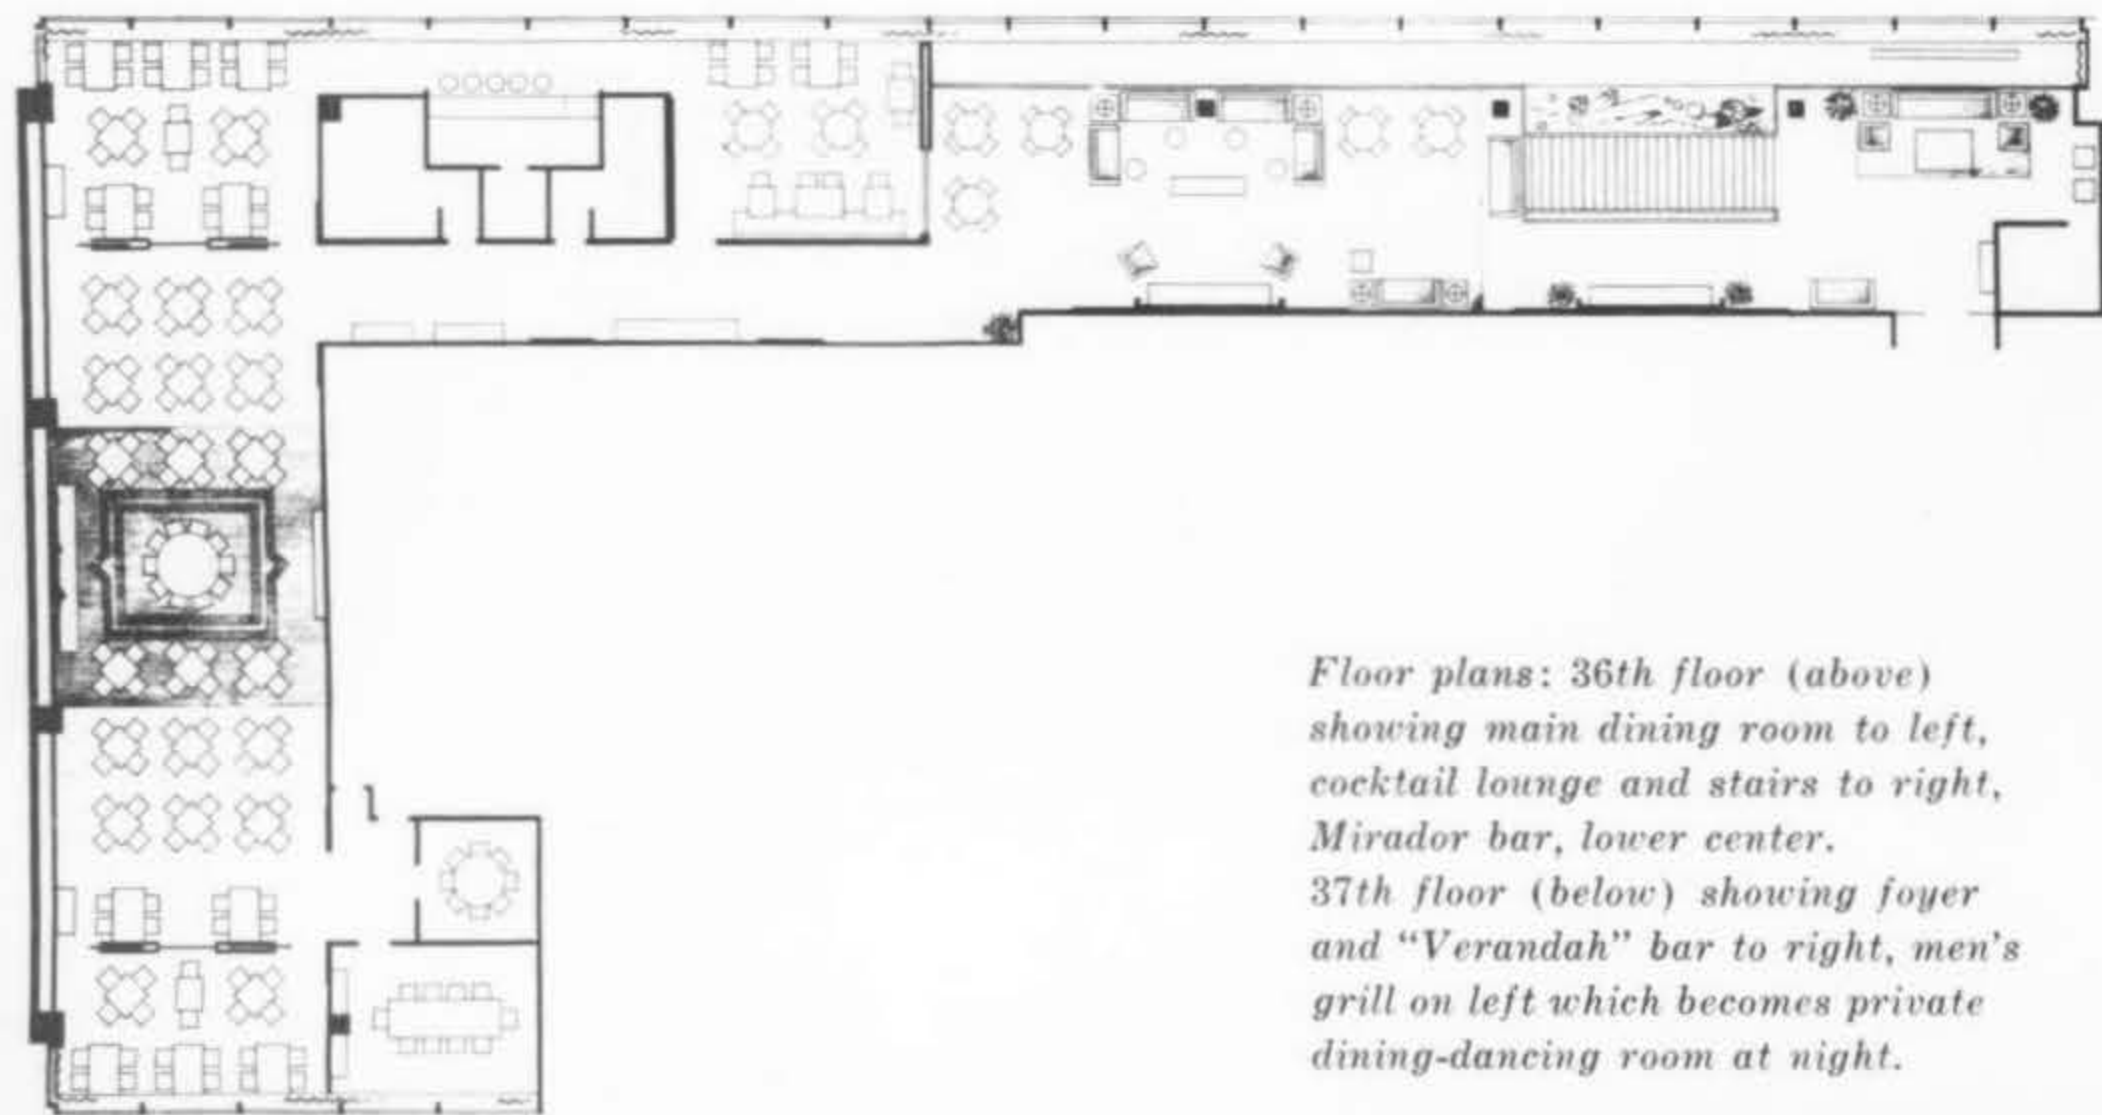 Floor plans: 36th floor (above)
showing main dining room to left,
cocktail lounge and stairs to right,
Mirador bar, lower center.
37th floor (below) showing foyer
and “Verandah” bar to right, men's
grill on left which becomes private
dining-dancing room at night.